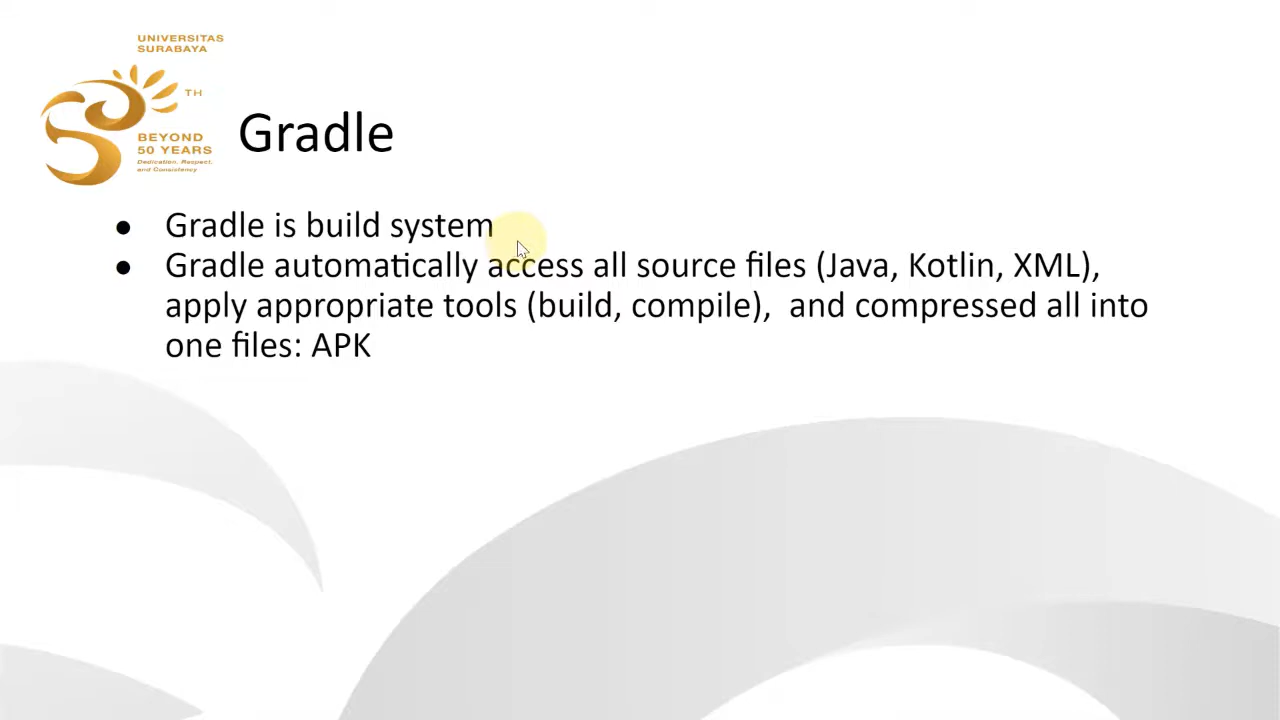 UNIVERSITAS
SURABAYA
TH
BEYOND
50 YEARS
Dedication, Respect,
and Consistency
Gradle
● Gradle is build system
● Gradle automatically access all source files (Java, Kotlin, XML),
apply appropriate tools (build, compile),  and compressed all into
one files: APK